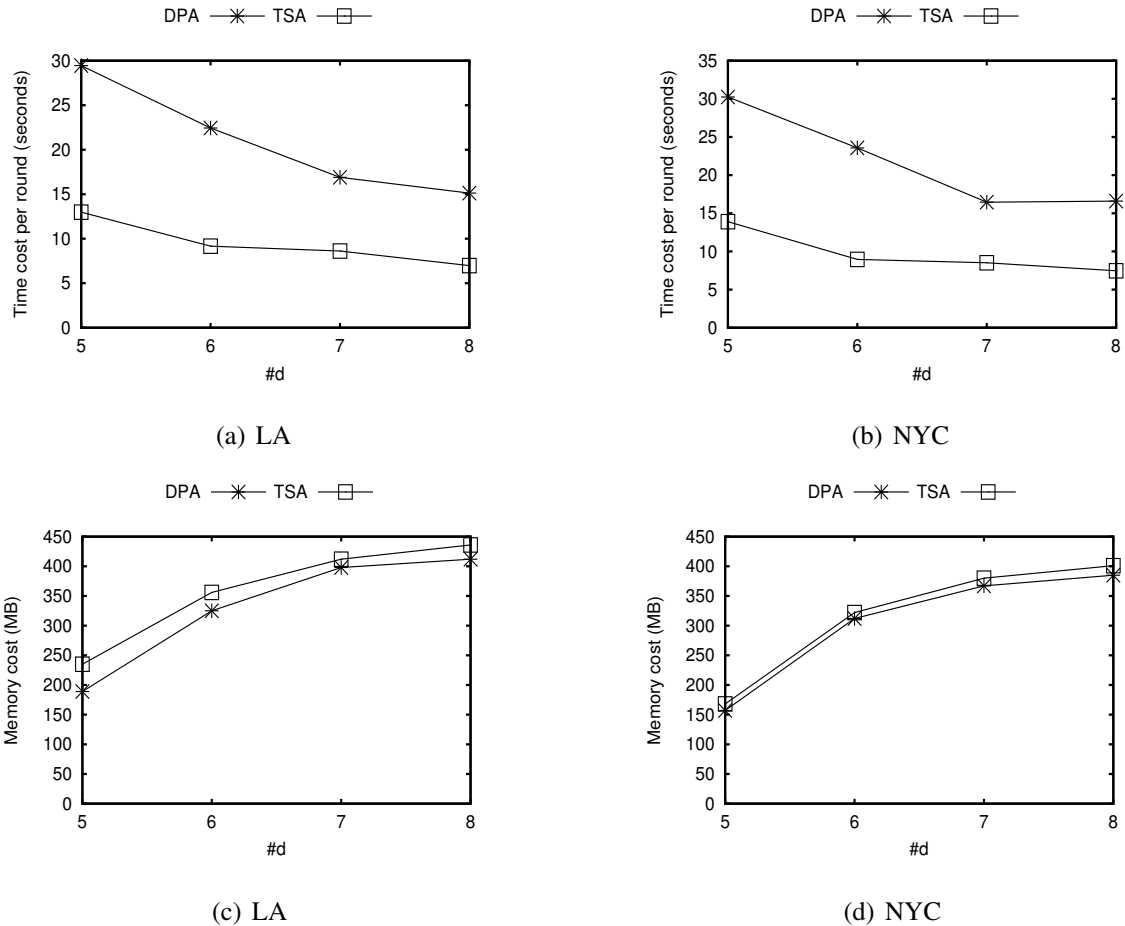 DPA TSA
Time cost per round (seconds)
30
25
20
15
10
5
0
5 6 7 8
#d
(a) LA
DPA TSA
Time cost per round (seconds)
35
30
25
20
15
10
5
0
5 6 7 8
#d
(b) NYC
DPA TSA
Memory cost (MB)
450
400
350
300
250
200
150
100
50
0
5 6 7 8
#d
(c) LA
DPA TSA
Memory cost (MB)
450
400
350
300
250
200
150
100
50
0
5 6 7 8
#d
(d) NYC